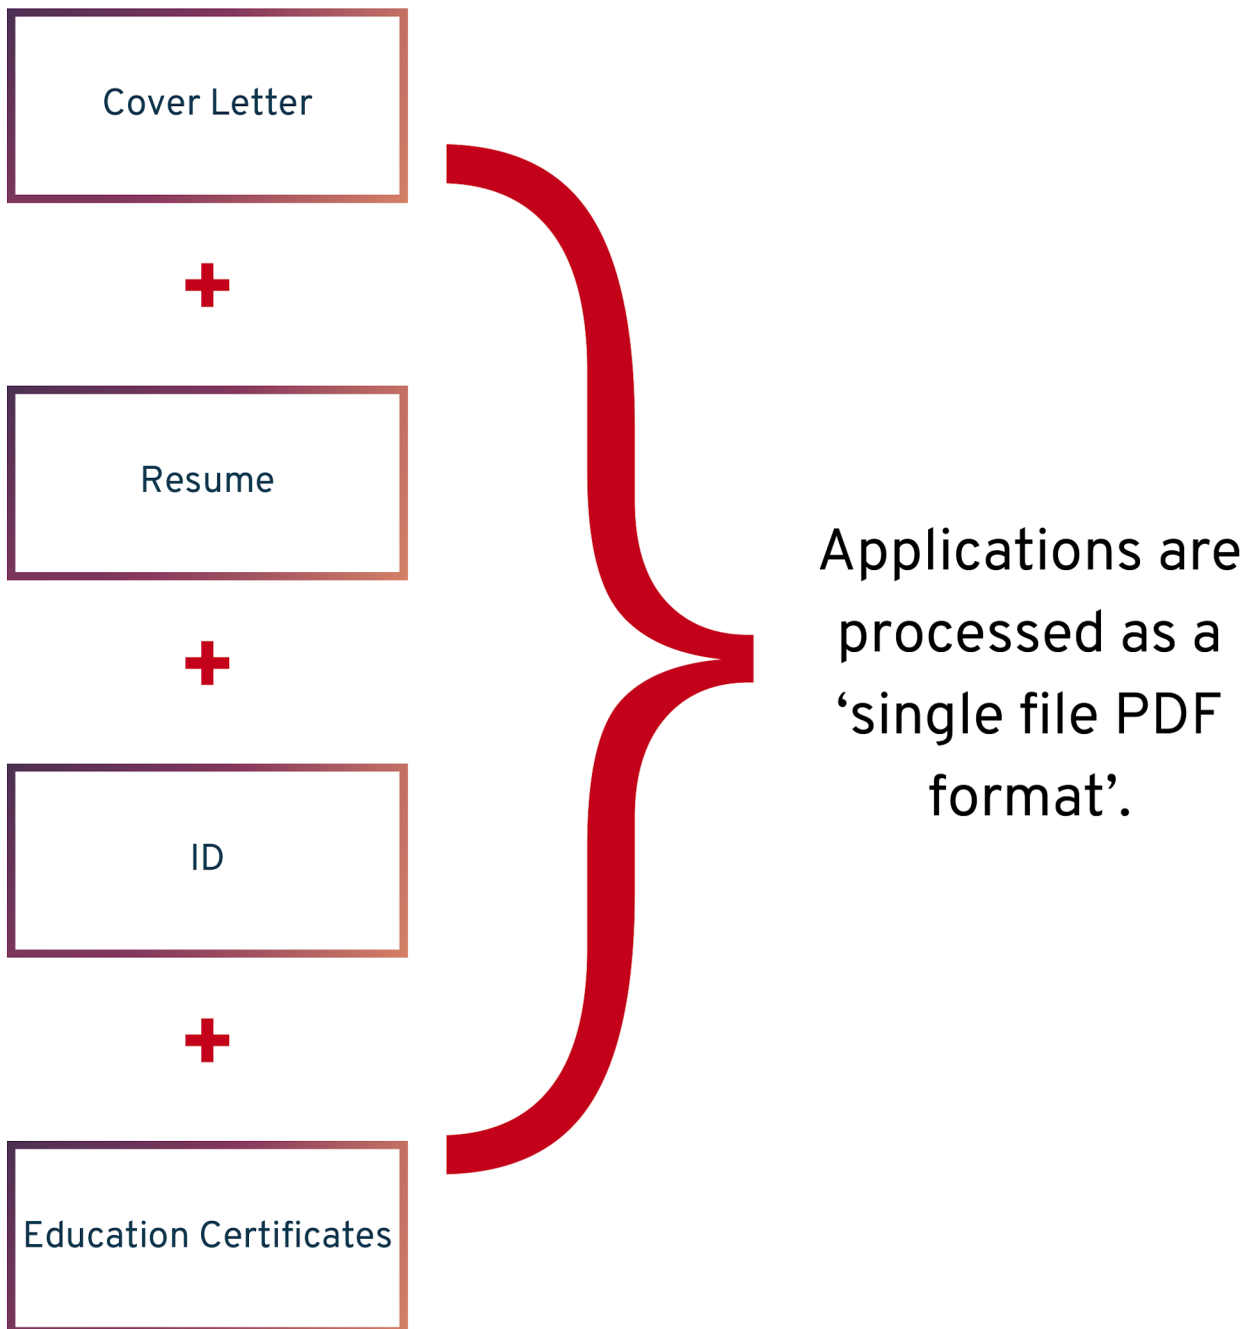 Cover Letter
+
Resume
+
ID
+
Education Certificates
Applications are
processed as a
‘single file PDF
format’.